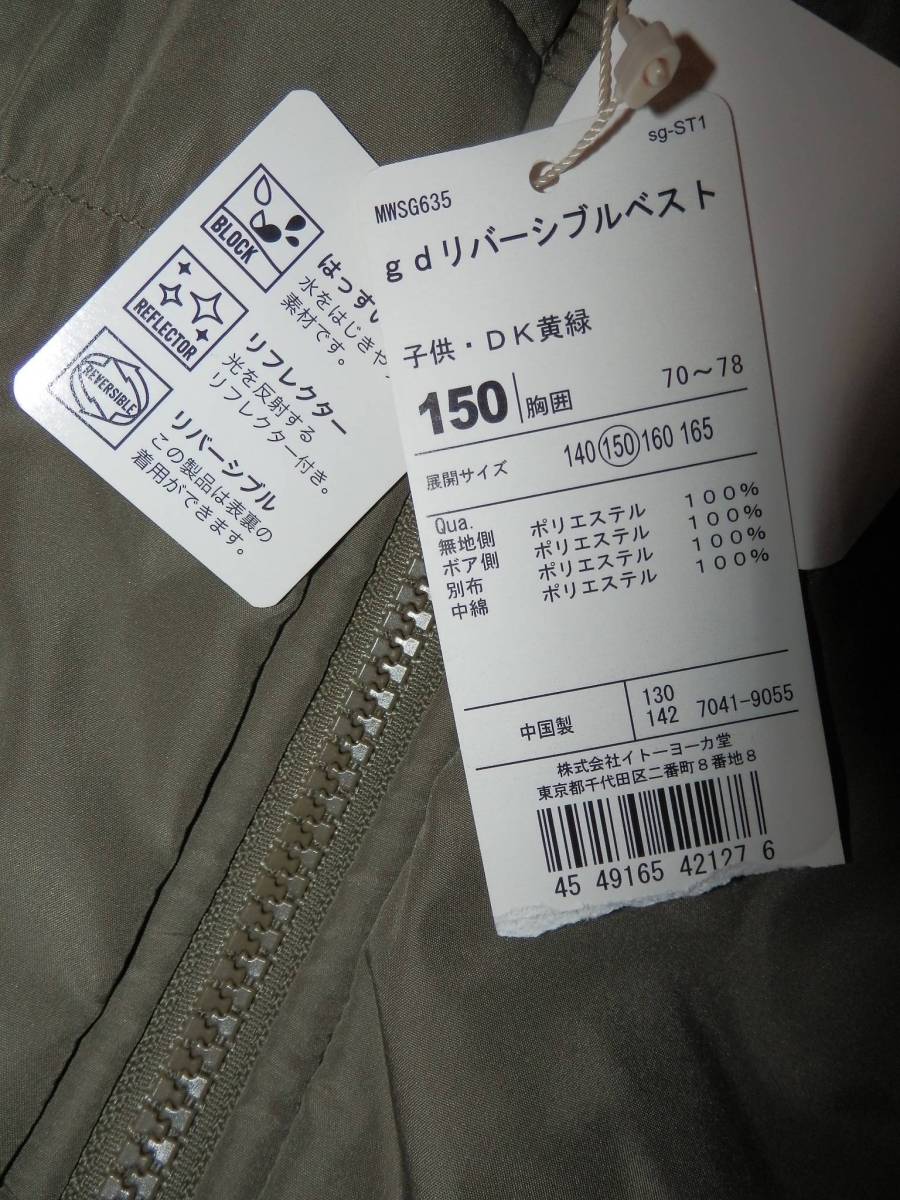 BLOCK
はっすい
水をはじきや
素材です。
REFLECTOR
リフレクター
光を反射する
リフレクター付き。
REVERSIBLE
リバーシブル
この製品は表裏の
着用ができます。
sg-ST1
MWSG635
gdリバーシブルベスト
子供・DK黄緑
150 胸囲 70～78
展開サイズ 140 150 160 165
Qua.
無地側 ポリエステル 100%
ボア側 ポリエステル 100%
別布 ポリエステル 100%
中綿 ポリエステル 100%
中国製
130
142 7041-9055
株式会社イトーヨーカ堂
東京都千代田区二番町8番地8
45 49165 42127 6